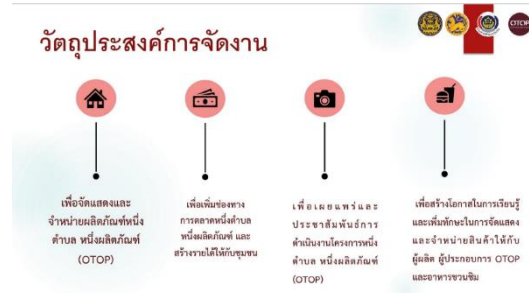 วัตถุประสงค์การจัดงาน
OTOP
เพื่อจัดแสดงและ
จำหน่ายผลิตภัณฑ์หนึ่ง
ตำบล หนึ่งผลิตภัณฑ์
(OTOP)
เพื่อเพิ่มช่องทาง
การตลาดหนึ่งตำบล
หนึ่งผลิตภัณฑ์ และ
สร้างรายได้ให้กับชุมชน
เพื่อเผยแพร่และ
ประชาสัมพันธ์การ
ดำเนินงานโครงการหนึ่ง
ตำบล หนึ่งผลิตภัณฑ์
(OTOP)
เพื่อสร้างโอกาสในการเรียนรู้
และเพิ่มทักษะในการจัดแสดง
และจำหน่ายสินค้าให้กับ
ผู้ผลิต ผู้ประกอบการ OTOP
และอาหารชวนชิม